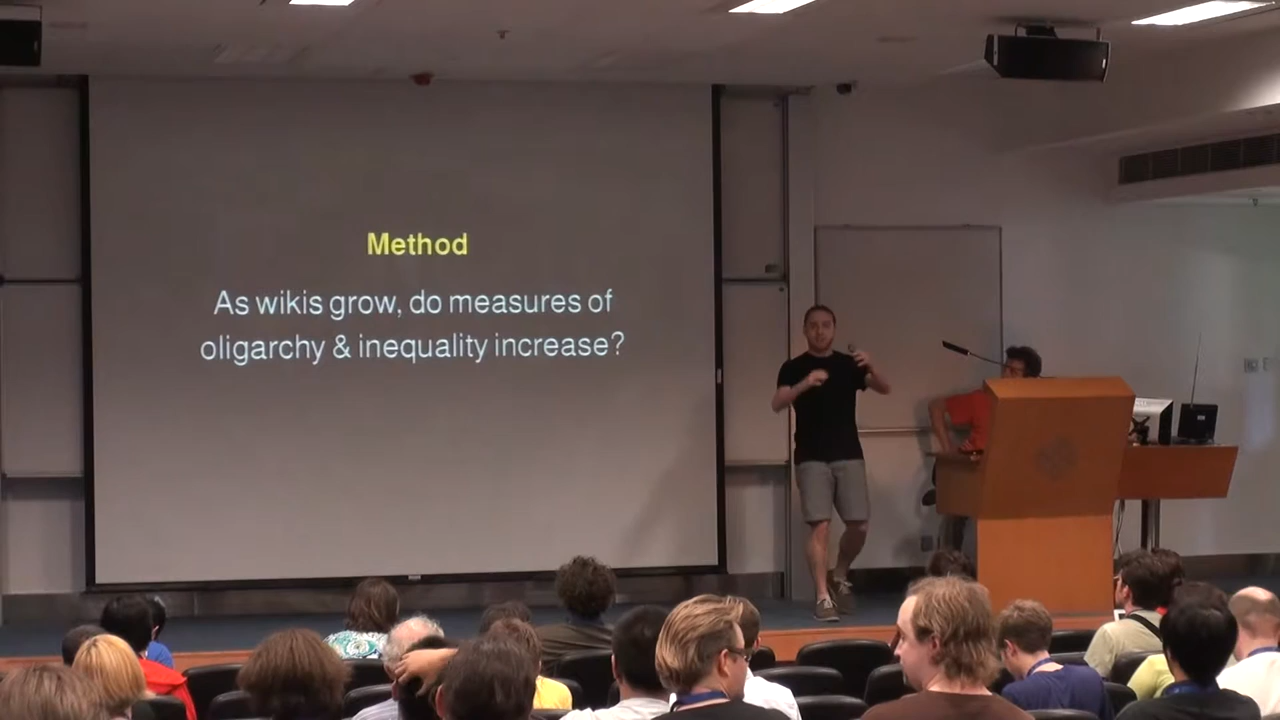 Method
As wikis grow, do measures of
oligarchy & inequality increase?